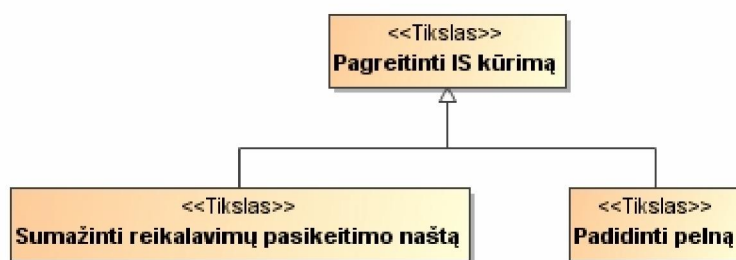 <<Tikslas>>
Pagreitinti IS kūrimą
<<Tikslas>>
Sumažinti reikalavimų pasikeitimo naštą
<<Tikslas>>
Padidinti pelną